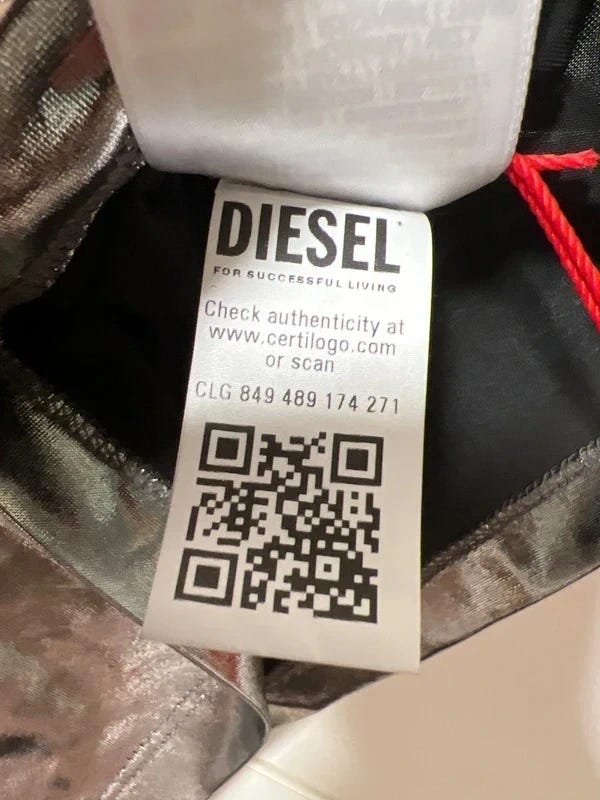 DIESEL
FOR SUCCESSFUL LIVING
Check authenticity at
www.certilogo.com
or scan
CLG 849 489 174 271